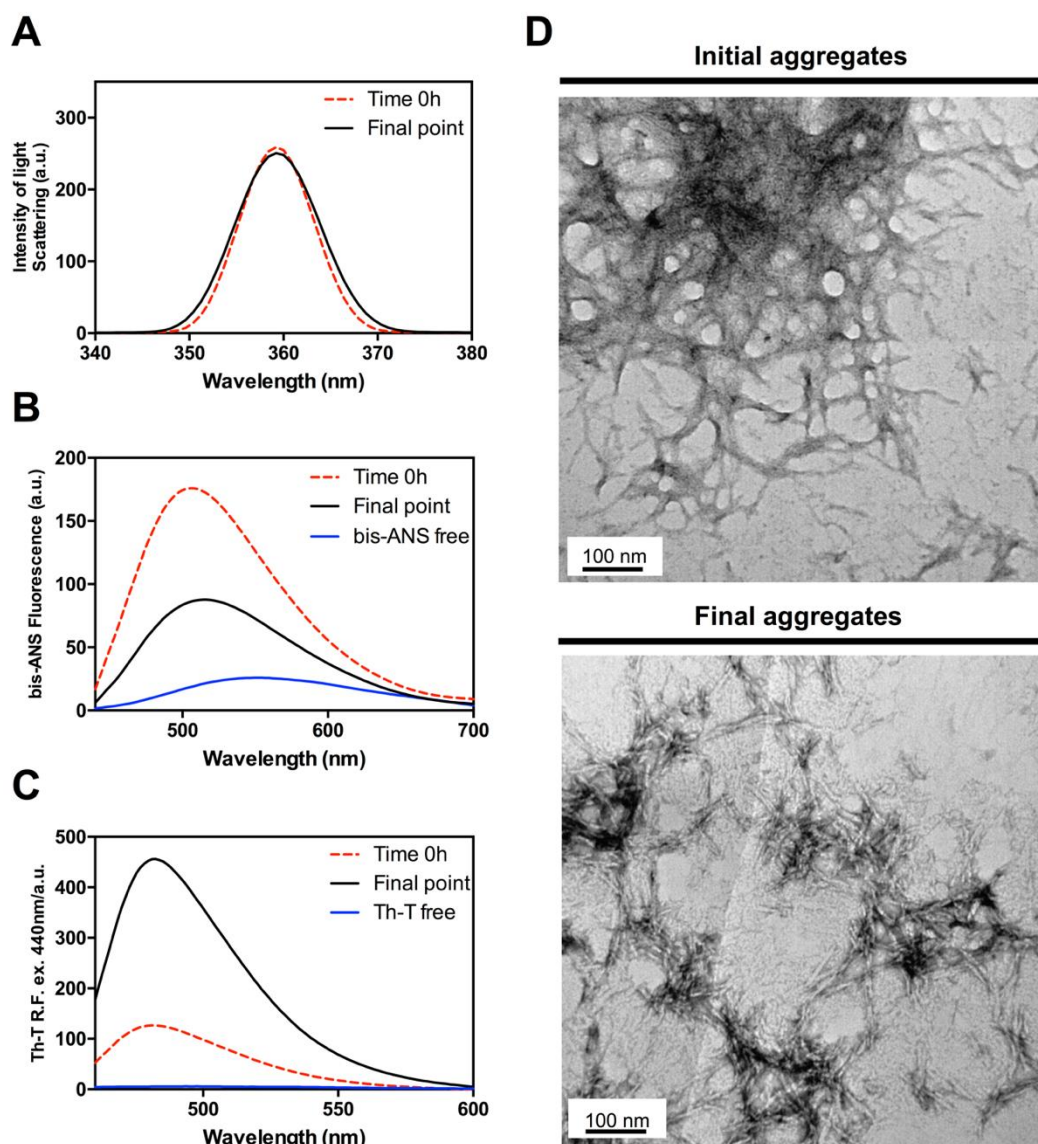 A
Intensity of light
Scattering (a.u.)
300
200
100
0
Time 0h
Final point
340
350
360
370
380
Wavelength (nm)
B
bis-ANS Fluorescence (a.u.)
200
150
100
50
0
Time 0h
Final point
bis-ANS free
500
600
700
Wavelength (nm)
C
Th-T R.F. ex. 440nm/a.u.
500
400
300
200
100
0
Time 0h
Final point
Th-T free
500
550
600
Wavelength (nm)
D
Initial aggregates
100 nm
Final aggregates
100 nm